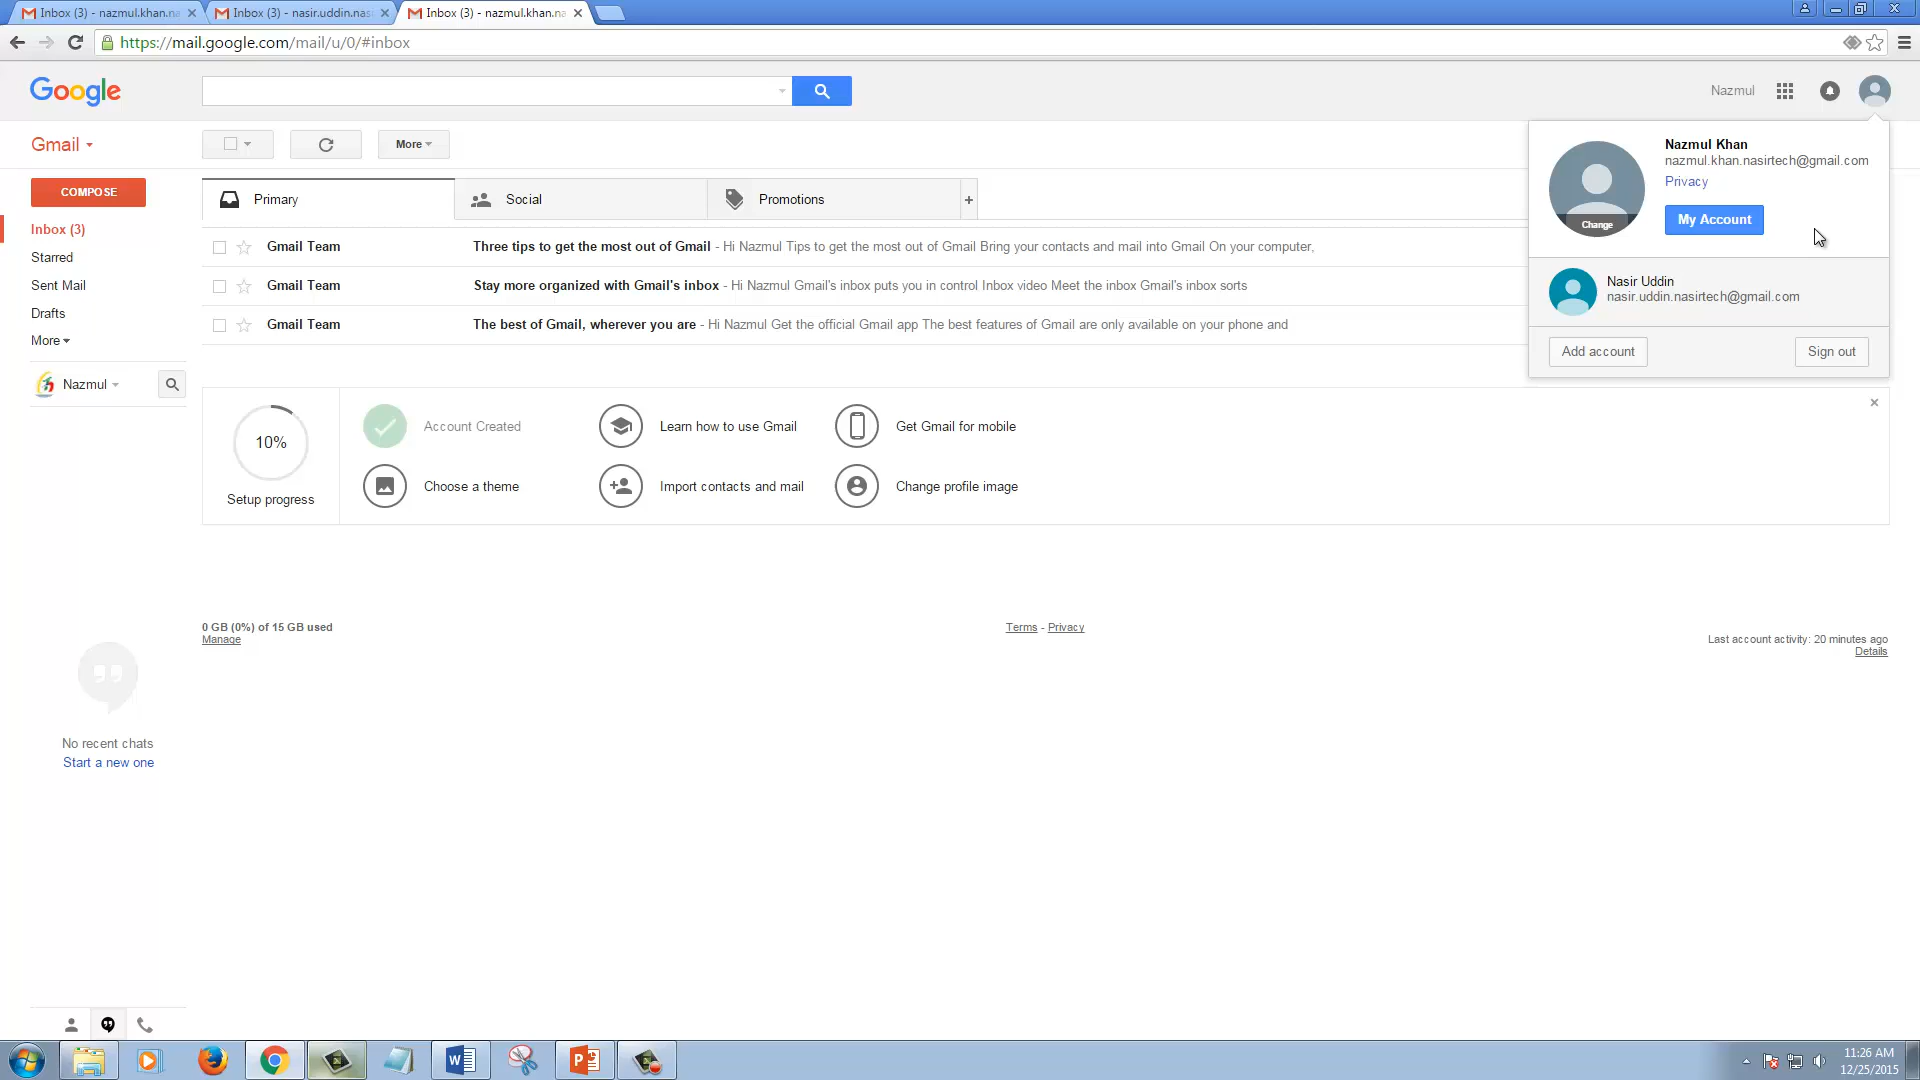 Inbox (3) - nazmul.khan.na
Inbox (3) - nasir.uddin.nas
Inbox (3) - nazmul.khan.na
https://mail.google.com/mail/u/0/#inbox
Google
Nazmul
Gmail
More
Nazmul Khan
nazmul.khan.nasirtech@gmail.com
Privacy
Change
My Account
COMPOSE
Primary
Social
Promotions
+
Inbox (3)
Gmail Team
Three tips to get the most out of Gmail - Hi Nazmul Tips to get the most out of Gmail Bring your contacts and mail into Gmail On your computer,
Starred
Sent Mail
Gmail Team
Stay more organized with Gmail's inbox - Hi Nazmul Gmail's inbox puts you in control Inbox video Meet the inbox Gmail's inbox sorts
Nasir Uddin
nasir.uddin.nasirtech@gmail.com
Drafts
Gmail Team
The best of Gmail, wherever you are - Hi Nazmul Get the official Gmail app The best features of Gmail are only available on your phone and
More
Add account
Sign out
Nazmul
10%
Setup progress
Account Created
Learn how to use Gmail
Get Gmail for mobile
Choose a theme
Import contacts and mail
Change profile image
0 GB (0%) of 15 GB used
Manage
Terms - Privacy
Last account activity: 20 minutes ago
Details
No recent chats
Start a new one
11:26 AM
12/25/2015